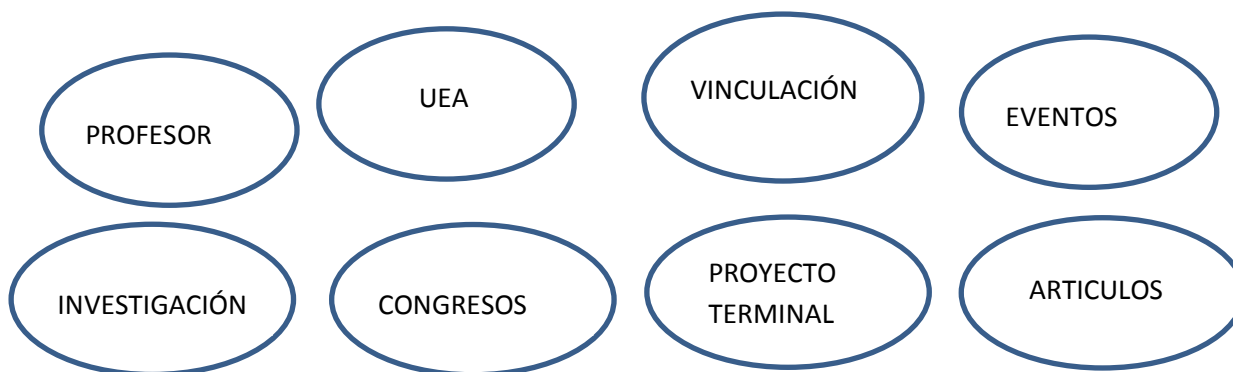 PROFESOR
UEA
VINCULACIÓN
EVENTOS
INVESTIGACIÓN
CONGRESOS
PROYECTO
TERMINAL
ARTICULOS